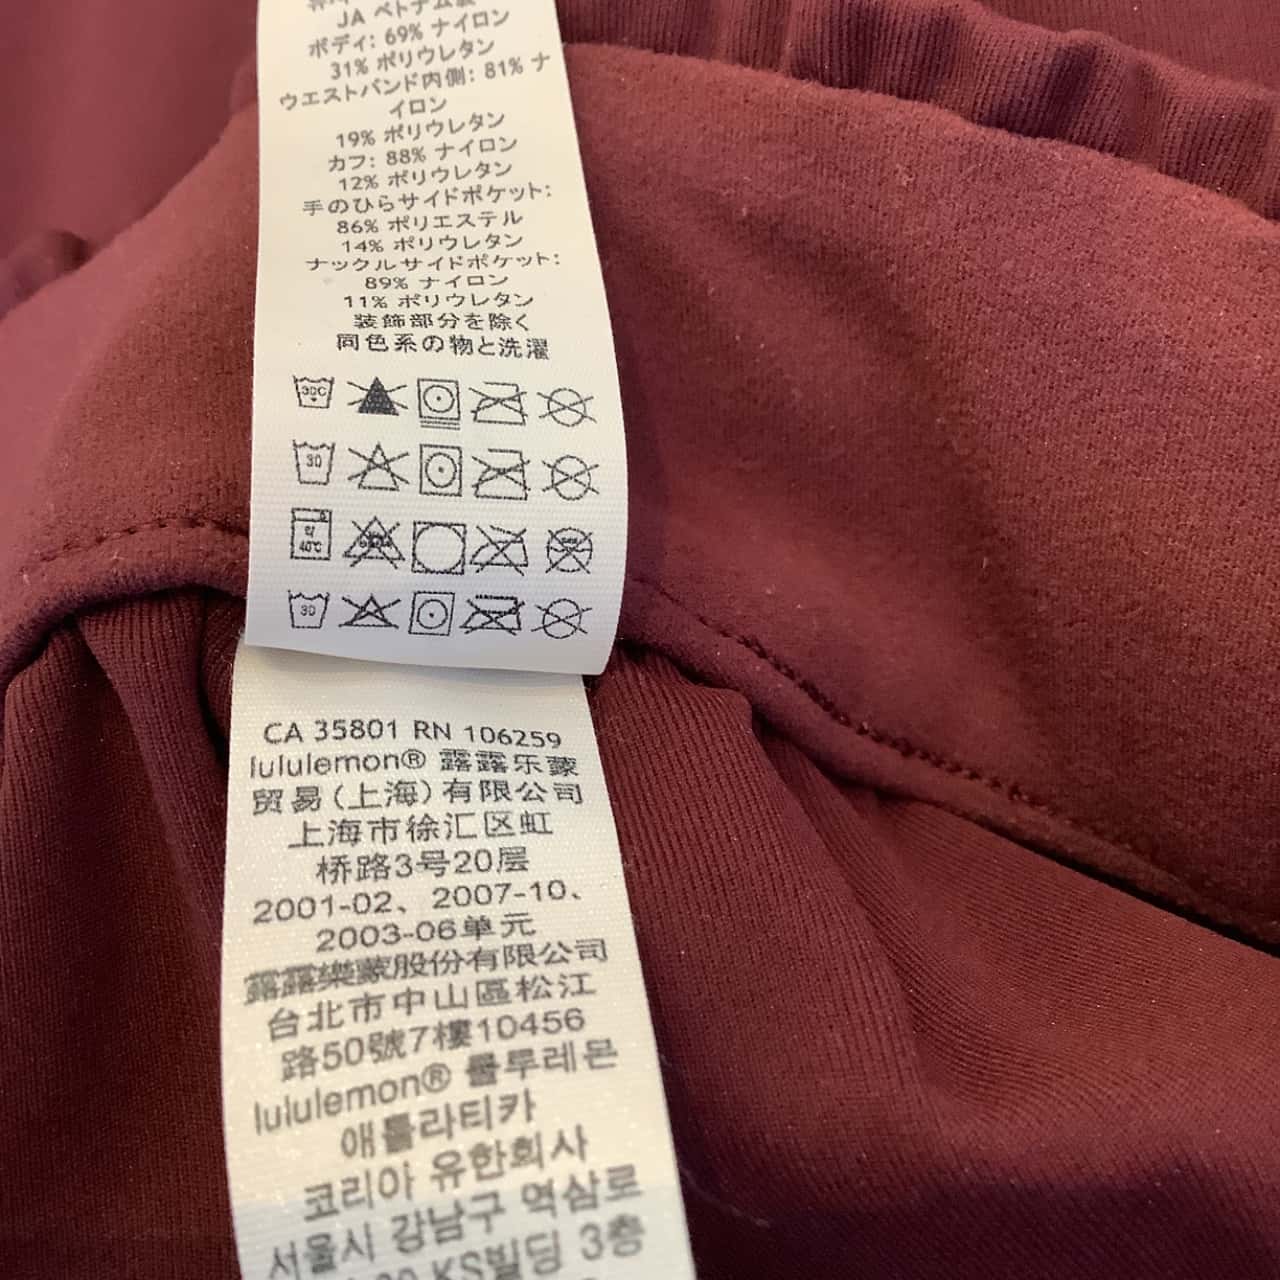 JA ベトナム製
ボディ: 69% ナイロン
31% ポリウレタン
ウエストバンド内側: 81% ナ
イロン
19% ポリウレタン
カフ: 88% ナイロン
12% ポリウレタン
手のひらサイドポケット:
86% ポリエステル
14% ポリウレタン
ナックルサイドポケット:
89% ナイロン
11% ポリウレタン
装飾部分を除く
同色系の物と洗濯
30C
30
40°C
30
CA 35801 RN 106259
lululemon® 露露乐蒙
贸易(上海)有限公司
上海市徐汇区虹
桥路3号20层
2001-02、2007-10、
2003-06单元
露露樂蒙股份有限公司
台北市中山區松江
路50號7樓10456
lululemon® 룰루레몬
애틀라티카
코리아 유한회사
서울시 강남구 역삼로
KS빌딩 3층